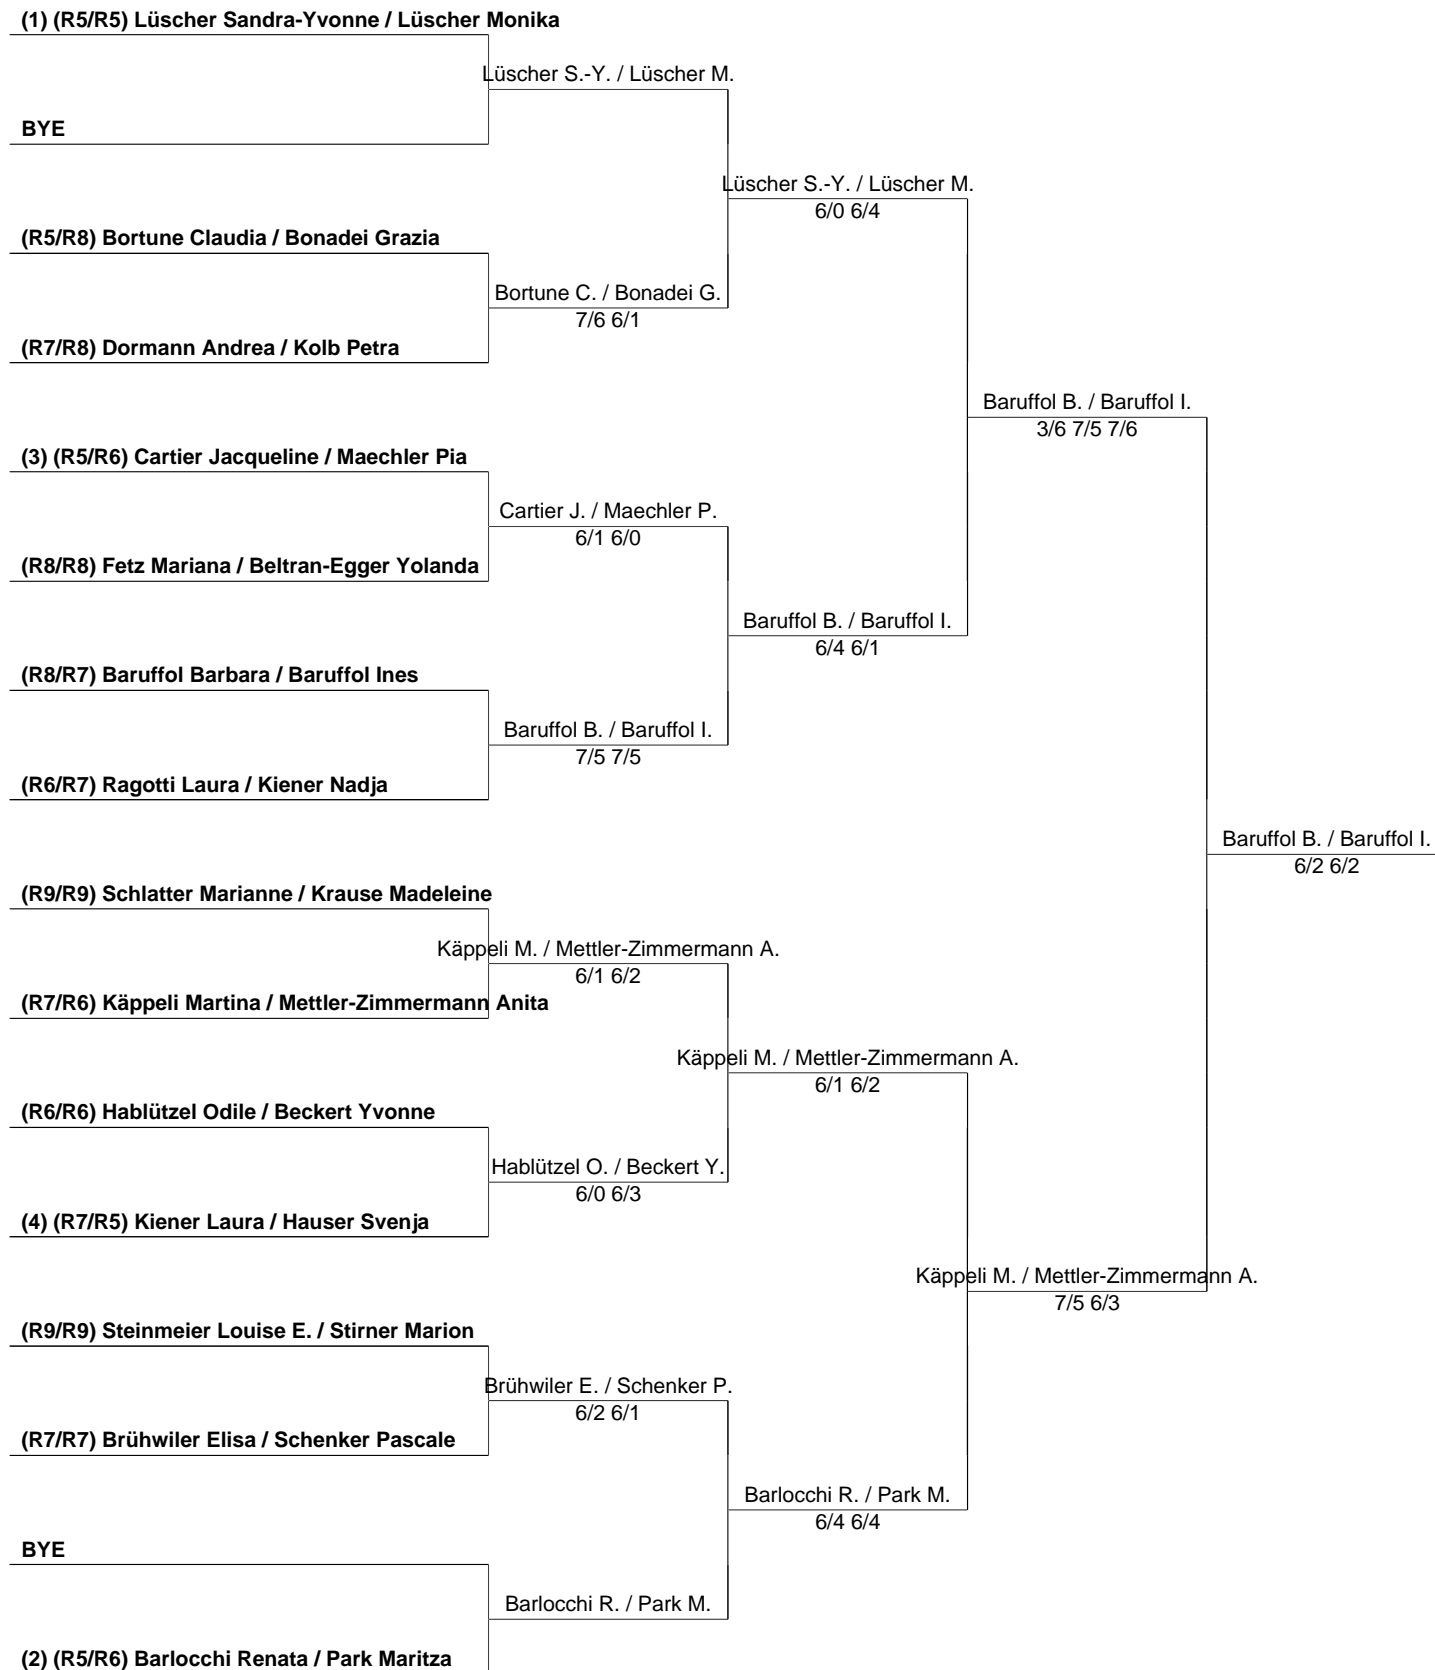 (1) (R5/R5) Lüscher Sandra-Yvonne / Lüscher Monika
Lüscher S.-Y. / Lüscher M.
BYE
Lüscher S.-Y. / Lüscher M.
6/0 6/4
(R5/R8) Bortune Claudia / Bonadei Grazia
Bortune C. / Bonadei G.
7/6 6/1
(R7/R8) Dormann Andrea / Kolb Petra
Baruffol B. / Baruffol I.
3/6 7/5 7/6
(3) (R5/R6) Cartier Jacqueline / Maechler Pia
Cartier J. / Maechler P.
6/1 6/0
(R8/R8) Fetz Mariana / Beltran-Egger Yolanda
Baruffol B. / Baruffol I.
6/4 6/1
(R8/R7) Baruffol Barbara / Baruffol Ines
Baruffol B. / Baruffol I.
7/5 7/5
(R6/R7) Ragotti Laura / Kiener Nadja
Baruffol B. / Baruffol I.
6/2 6/2
(R9/R9) Schlatter Marianne / Krause Madeleine
Käppeli M. / Mettler-Zimmermann A.
6/1 6/2
(R7/R6) Käppeli Martina / Mettler-Zimmermann Anita
Käppeli M. / Mettler-Zimmermann A.
6/1 6/2
(R6/R6) Hablützel Odile / Beckert Yvonne
Hablützel O. / Beckert Y.
6/0 6/3
(4) (R7/R5) Kiener Laura / Hauser Svenja
Käppeli M. / Mettler-Zimmermann A.
7/5 6/3
(R9/R9) Steinmeier Louise E. / Stirner Marion
Brühwiler E. / Schenker P.
6/2 6/1
(R7/R7) Brühwiler Elisa / Schenker Pascale
Barlocchi R. / Park M.
6/4 6/4
BYE
Barlocchi R. / Park M.
(2) (R5/R6) Barlocchi Renata / Park Maritza